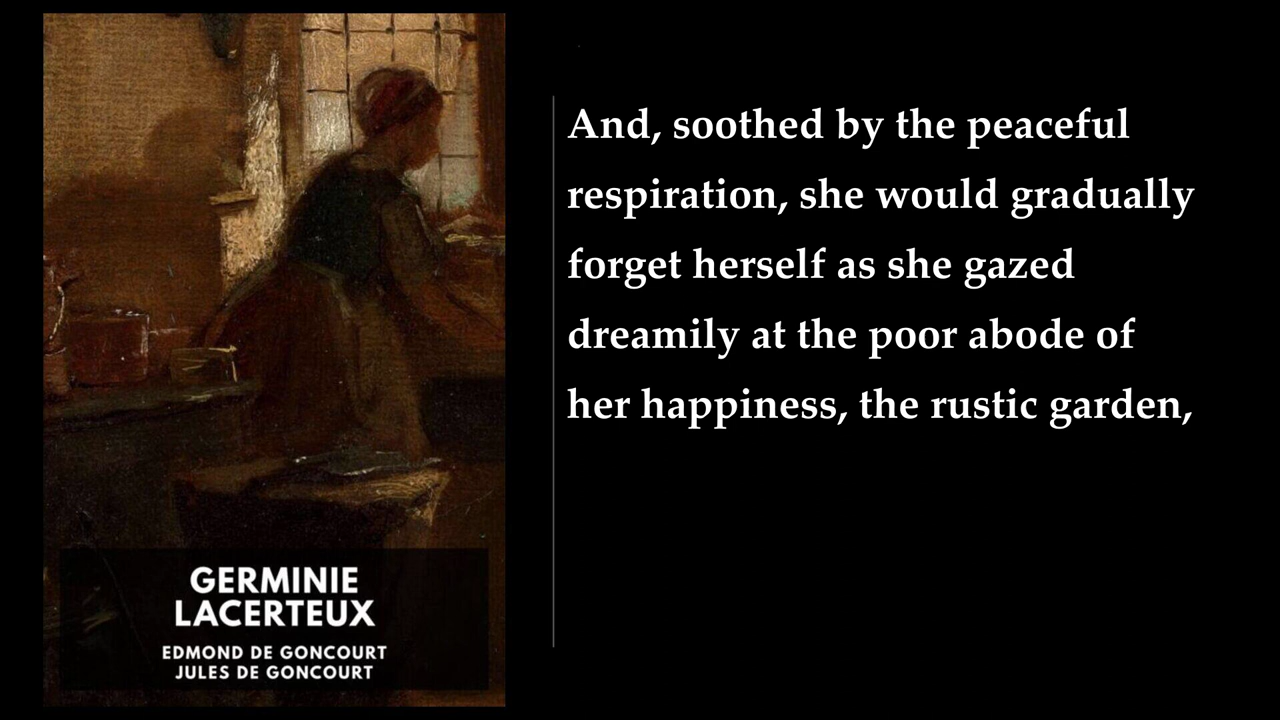 GERMINIE
LACERTEUX
EDMOND DE GONCOURT
JULES DE GONCOURT
And, soothed by the peaceful
respiration, she would gradually
forget herself as she gazed
dreamily at the poor abode of
her happiness, the rustic garden,